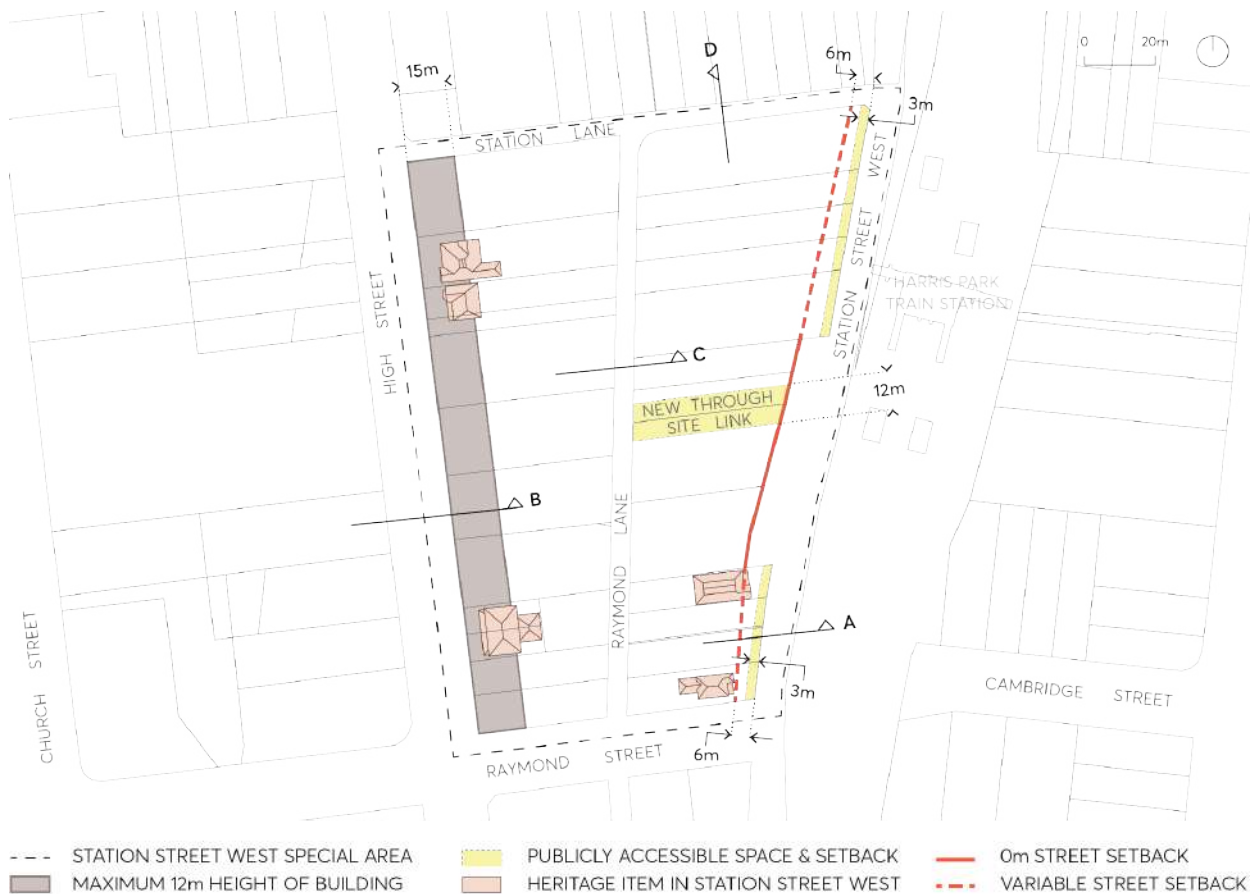 D
6m
0 20m
15m
3m
STATION LANE
STATION STREET WEST
HARRIS PARK
TRAIN STATION
HIGH STREET
C
12m
NEW THROUGH
SITE LINK
B
RAYMOND LANE
A
CHURCH STREET
3m
CAMBRIDGE STREET
6m
RAYMOND STREET
STATION STREET WEST SPECIAL AREA
PUBLICLY ACCESSIBLE SPACE & SETBACK
0m STREET SETBACK
MAXIMUM 12m HEIGHT OF BUILDING
HERITAGE ITEM IN STATION STREET WEST
VARIABLE STREET SETBACK